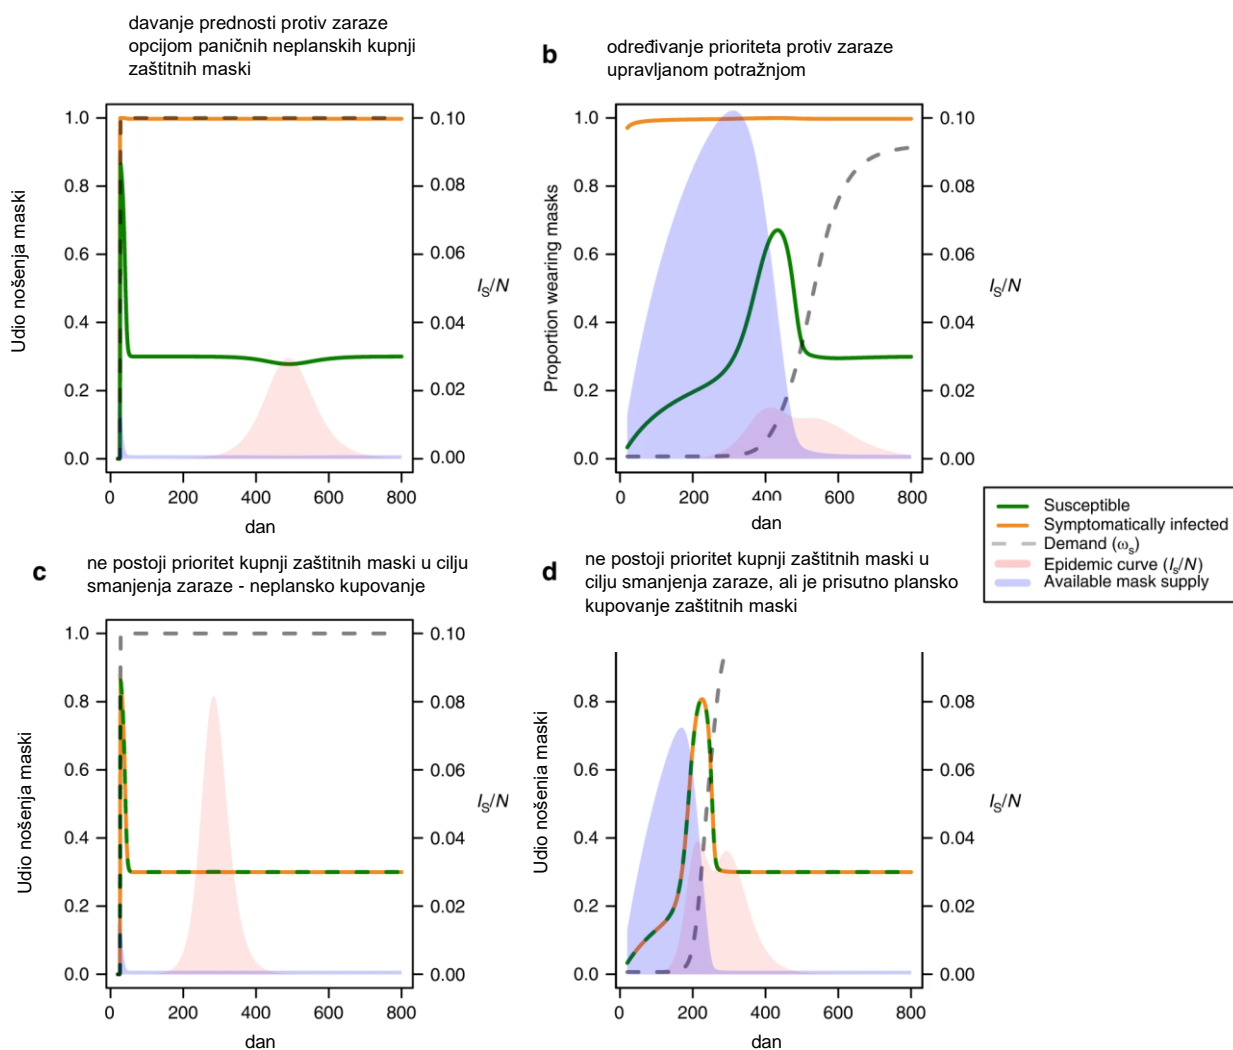 davanje prednosti protiv zaraze
opcijom paničnih neplanskih kupnji
zaštitnih maski
1.0
0.8
0.6
0.4
0.2
0.0
Udio nošenja maski
0.10
0.08
0.06
0.04
0.02
0.00
I_S/N
0 200 400 600 800
dan
b
određivanje prioriteta protiv zaraze
upravljanom potražnjom
1.0
0.8
0.6
0.4
0.2
0.0
Proportion wearing masks
0.10
0.08
0.06
0.04
0.02
0.00
I_S/N
0 200 400 600 800
dan
Susceptible
Symptomatically infected
Demand (ω_s)
Epidemic curve (I_s/N)
Available mask supply
c
ne postoji prioritet kupnji zaštitnih maski u cilju
smanjenja zaraze - neplansko kupovanje
1.0
0.8
0.6
0.4
0.2
0.0
Udio nošenja maski
0.10
0.08
0.06
0.04
0.02
0.00
I_S/N
0 200 400 600 800
dan
d
ne postoji prioritet kupnji zaštitnih maski u
cilju smanjenja zaraze, ali je prisutno plansko
kupovanje zaštitnih maski
0.8
0.6
0.4
0.2
0.0
Udio nošenja maski
0.08
0.06
0.04
0.02
0.00
I_S/N
0 200 400 600 800
dan